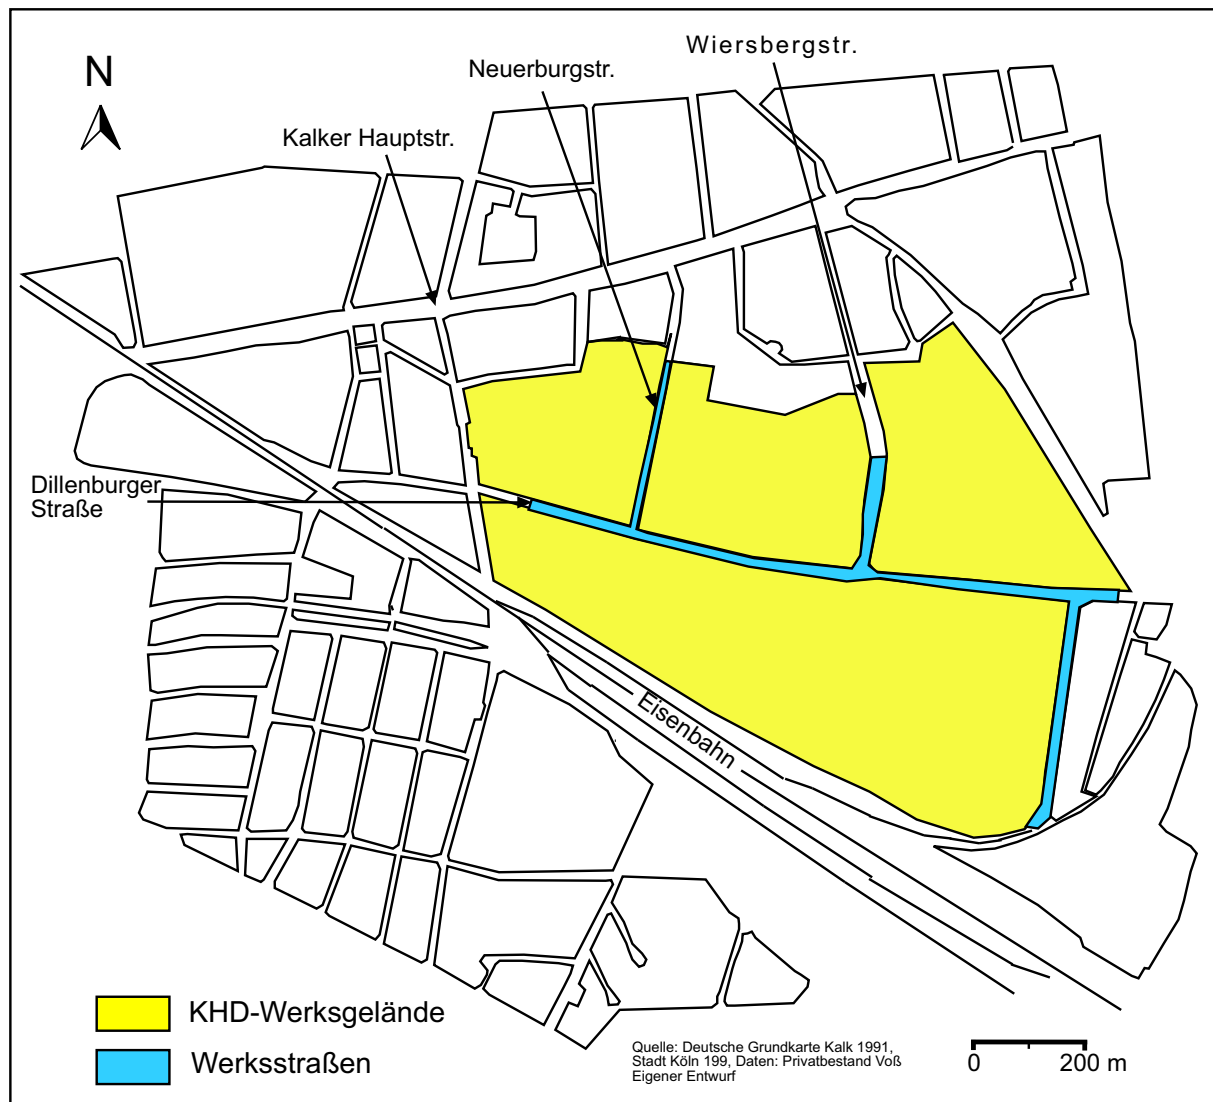 Wiersbergstr.
Neuerburgstr.
N
Kalker Hauptstr.
Dillenburger
Straße
Eisenbahn
KHD-Werksgelände
Werksstraßen
Quelle: Deutsche Grundkarte Kalk 1991,
Stadt Köln 199, Daten: Privatbestand Voß
Eigener Entwurf
0 200 m